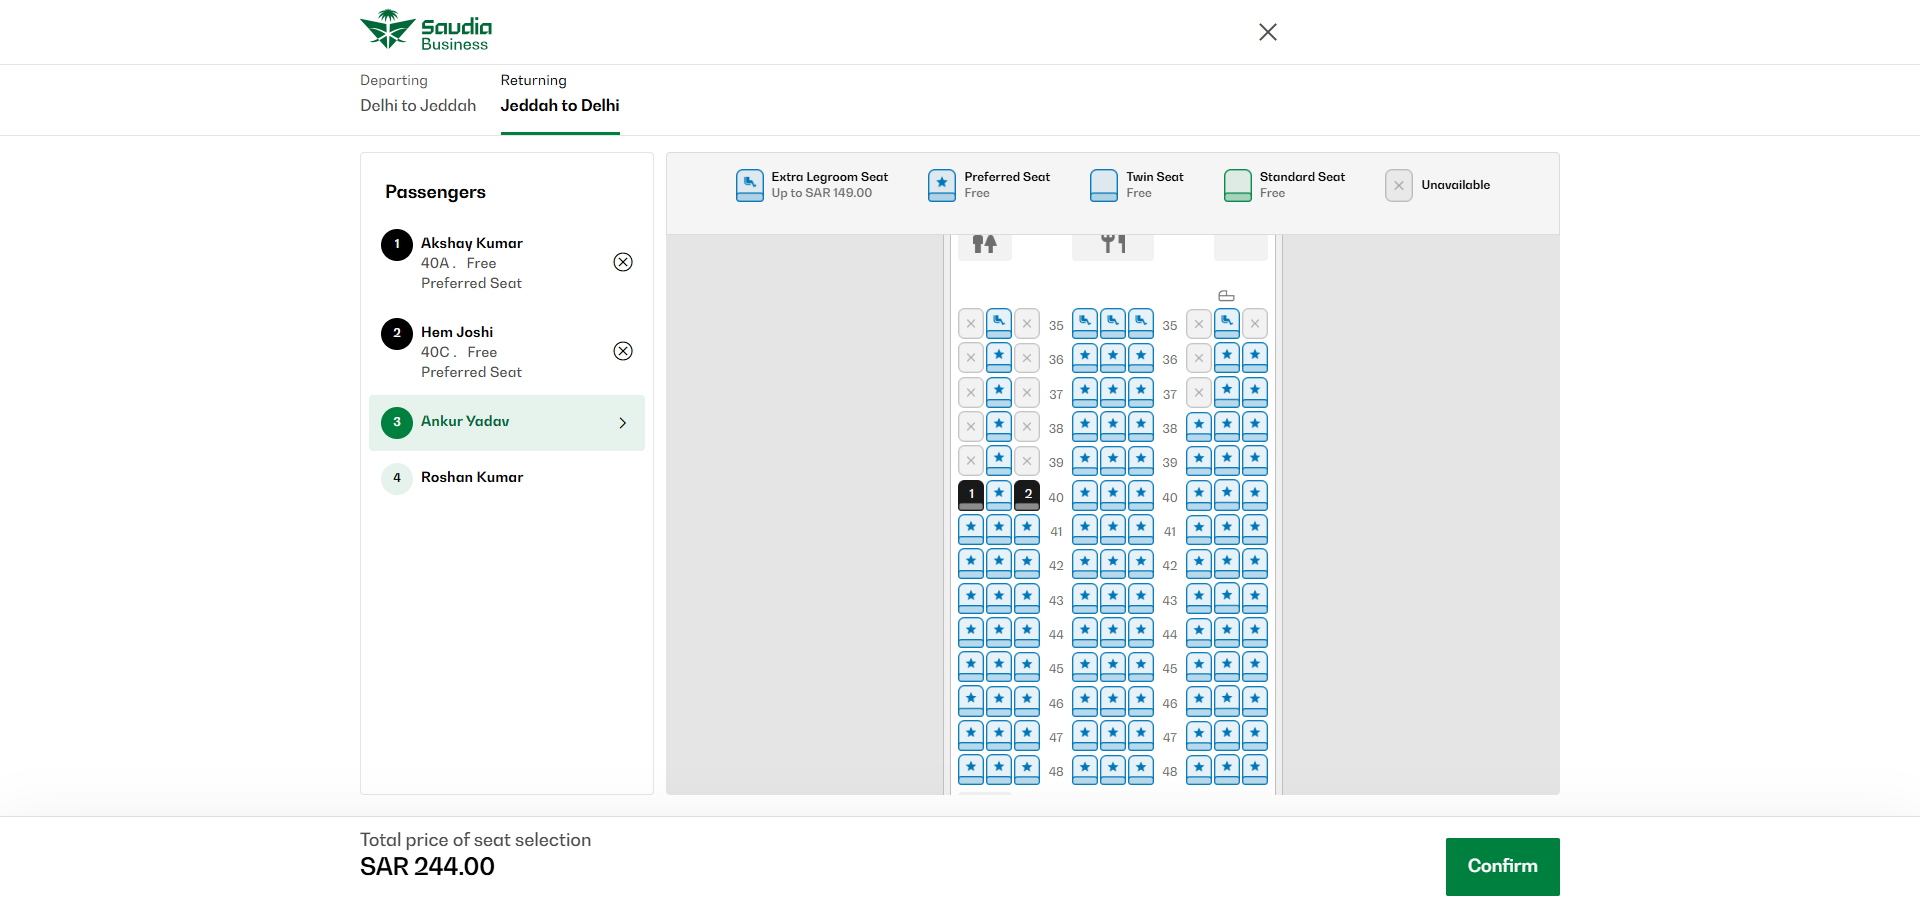 Saudia
Business
Departing
Delhi to Jeddah
Returning
Jeddah to Delhi
Passengers
1
Akshay Kumar
40A . Free
Preferred Seat
2
Hem Joshi
40C . Free
Preferred Seat
3
Ankur Yadav
4
Roshan Kumar
Extra Legroom Seat
Up to SAR 149.00
Preferred Seat
Free
Twin Seat
Free
Standard Seat
Free
Unavailable
35 35
36 36
37 37
38 38
39 39
1 2 40 40
41 41
42 42
43 43
44 44
45 45
46 46
47 47
48 48
Total price of seat selection
SAR 244.00
Confirm